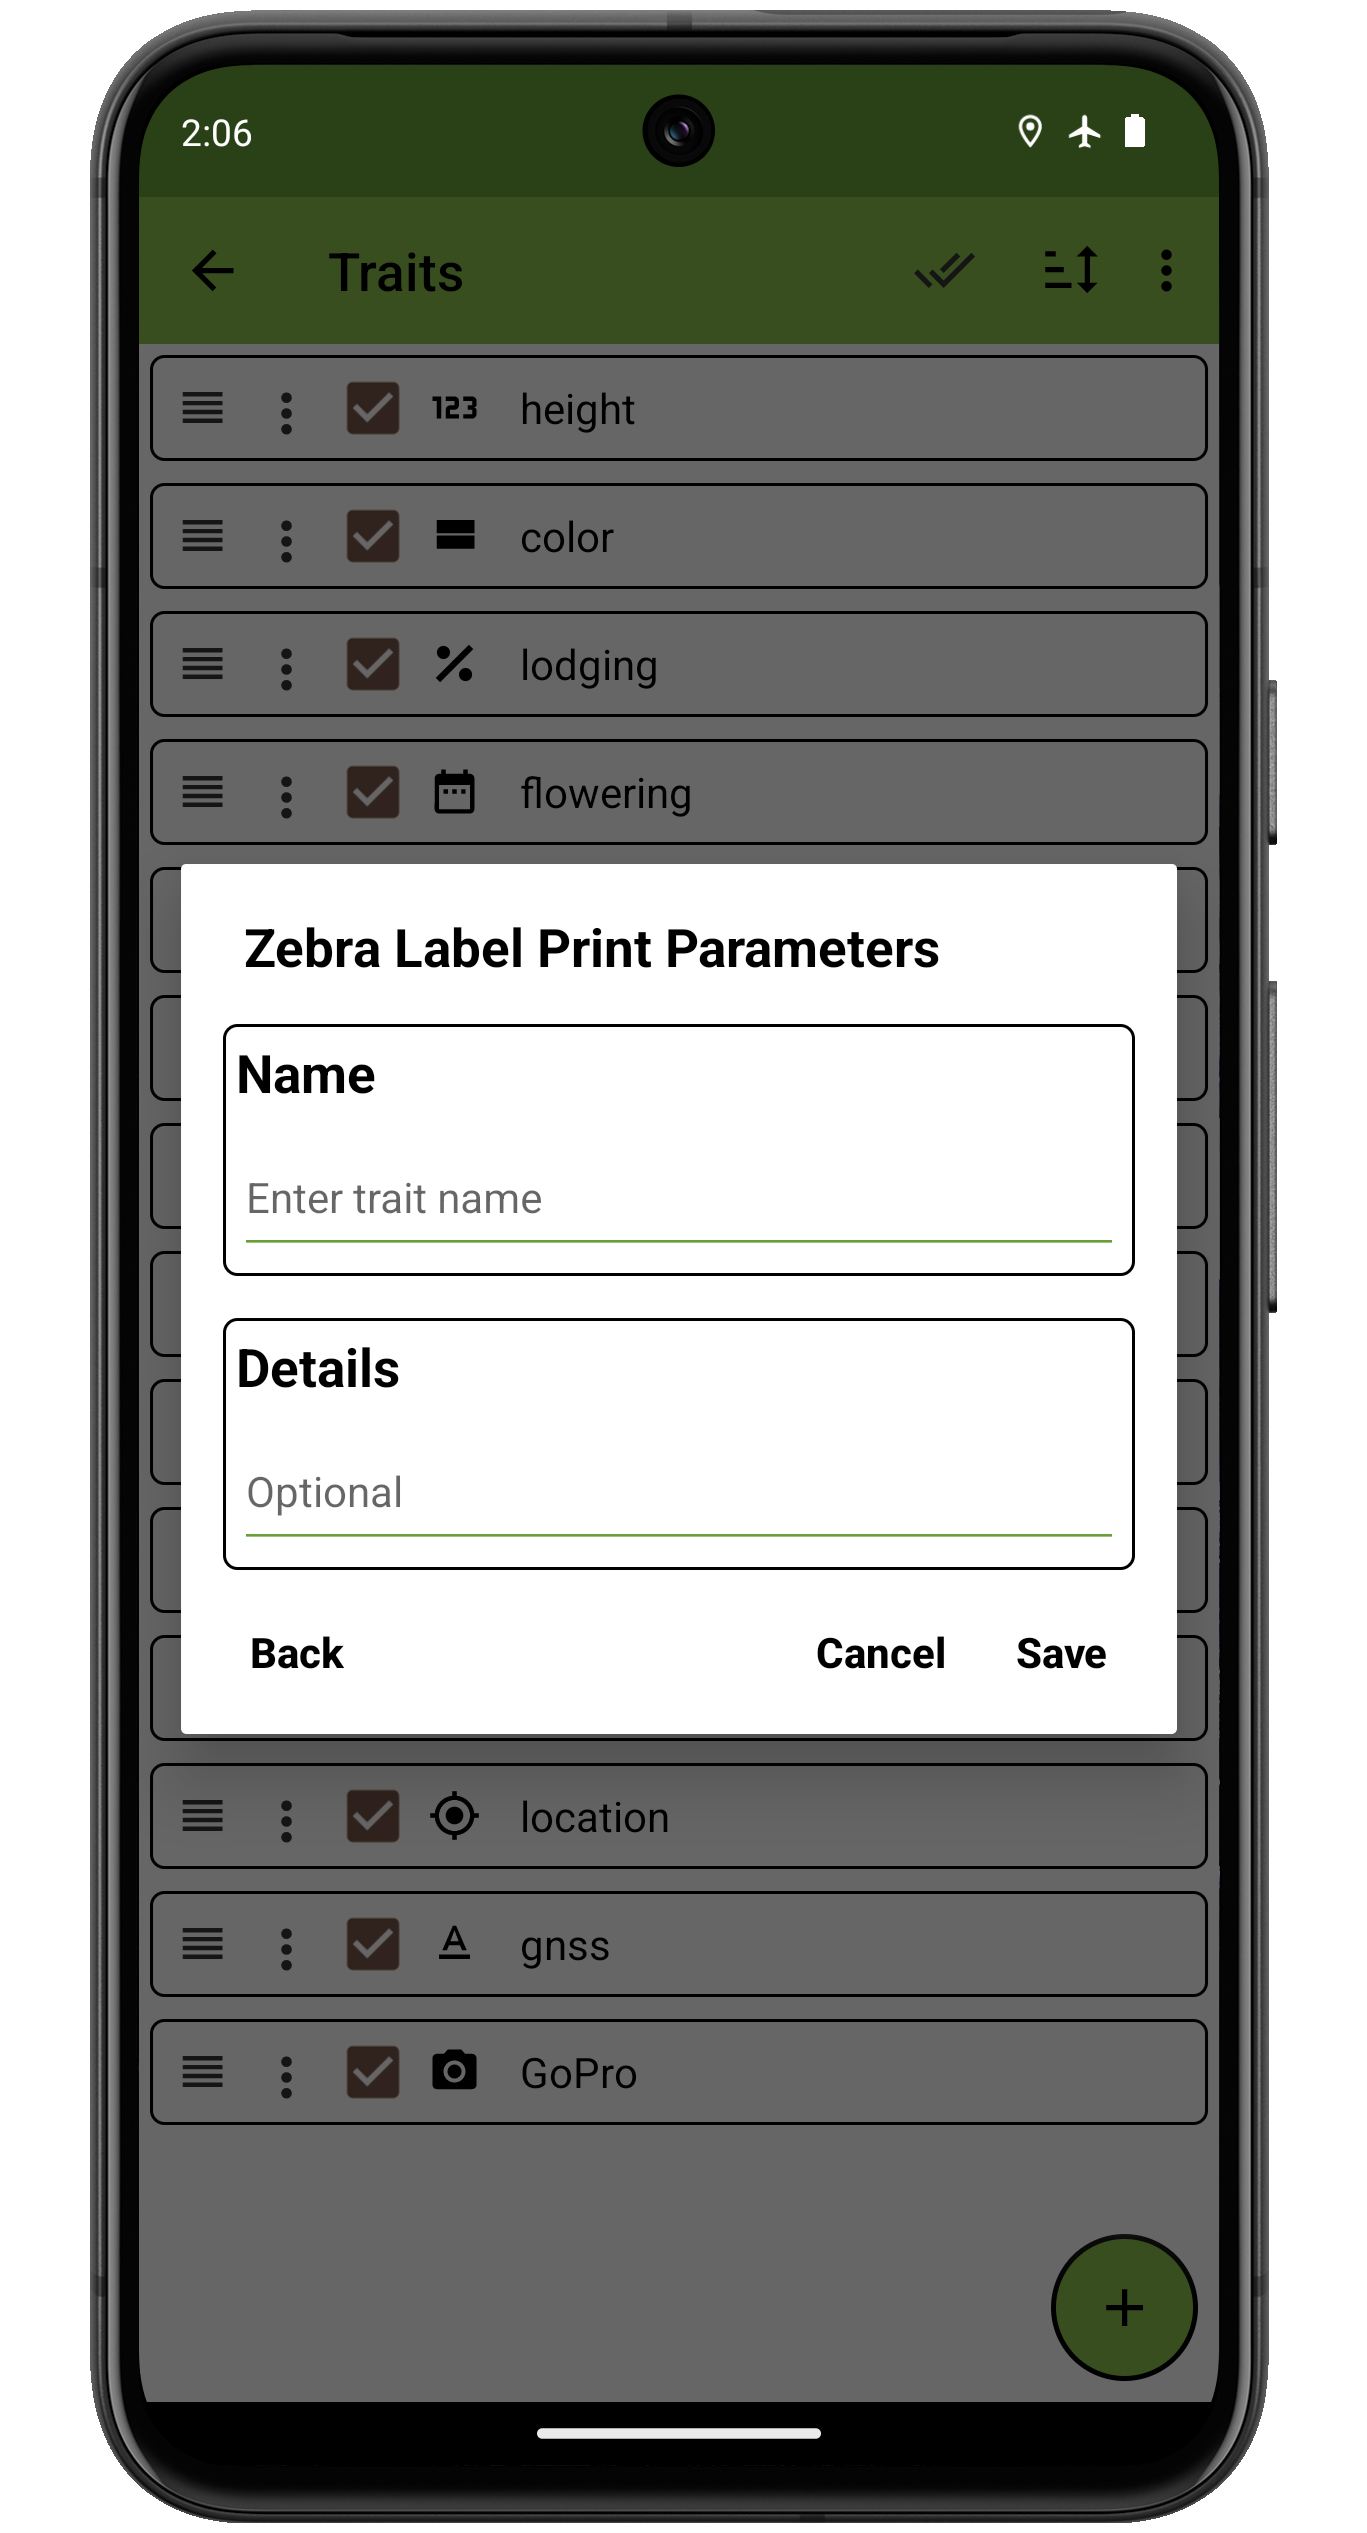 2:06
Traits
123 height
color
lodging
flowering
Zebra Label Print Parameters
Name
Enter trait name
Details
Optional
Back Cancel Save
location
A gnss
GoPro